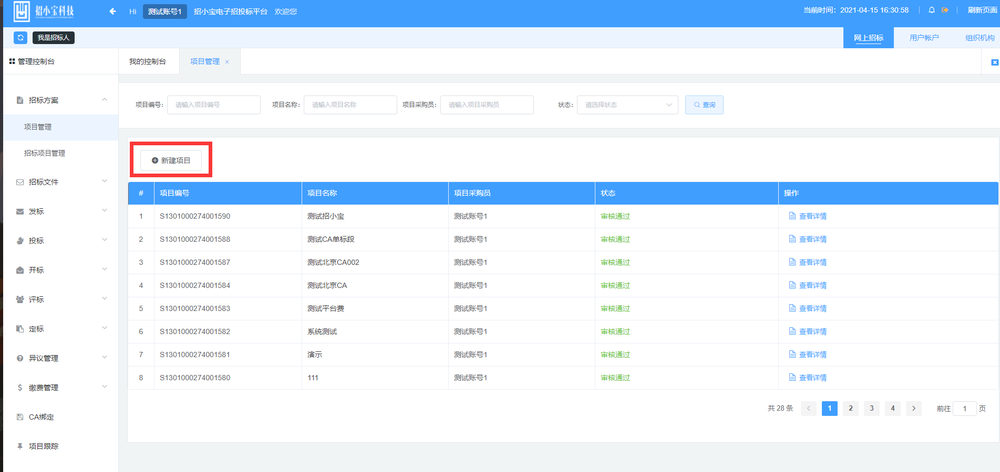 招小宝科技 Hi 测试账号1 招小宝电子招投标平台 欢迎您 当前时间：2021-04-15 16:30:58 刷新页面
我是招标人 网上招标 用户帐户 组织机构
管理控制台 我的控制台 项目管理 ×
招标方案
项目管理
招标项目管理
招标文件
发标
投标
开标
评标
定标
异议管理
缴费管理
CA绑定
项目跟踪
项目编号： 请输入项目编号 项目名称： 请输入项目名称 项目采购员： 请输入项目采购员 状态： 请选择状态 查询
新建项目
# 项目编号 项目名称 项目采购员 状态 操作
1 S1301000274001590 测试招小宝 测试账号1 审核通过 查看详情
2 S1301000274001588 测试CA单标段 测试账号1 审核通过 查看详情
3 S1301000274001587 测试北京CA002 测试账号1 审核通过 查看详情
4 S1301000274001584 测试北京CA 测试账号1 审核通过 查看详情
5 S1301000274001583 测试平台费 测试账号1 审核通过 查看详情
6 S1301000274001582 系统测试 测试账号1 审核通过 查看详情
7 S1301000274001581 演示 测试账号1 审核通过 查看详情
8 S1301000274001580 111 测试账号1 审核通过 查看详情
共 28 条 < 1 2 3 4 > 前往 1 页